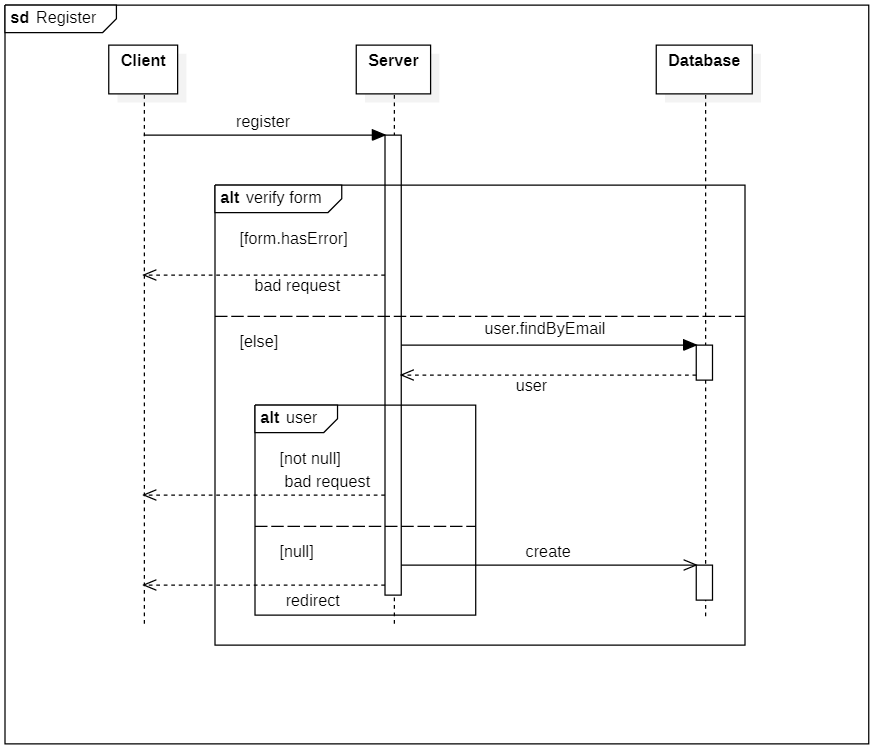 sd Register
Client
Server
Database
register
alt verify form
[form.hasError]
bad request
user.findByEmail
[else]
user
alt user
[not null]
bad request
[null]
create
redirect